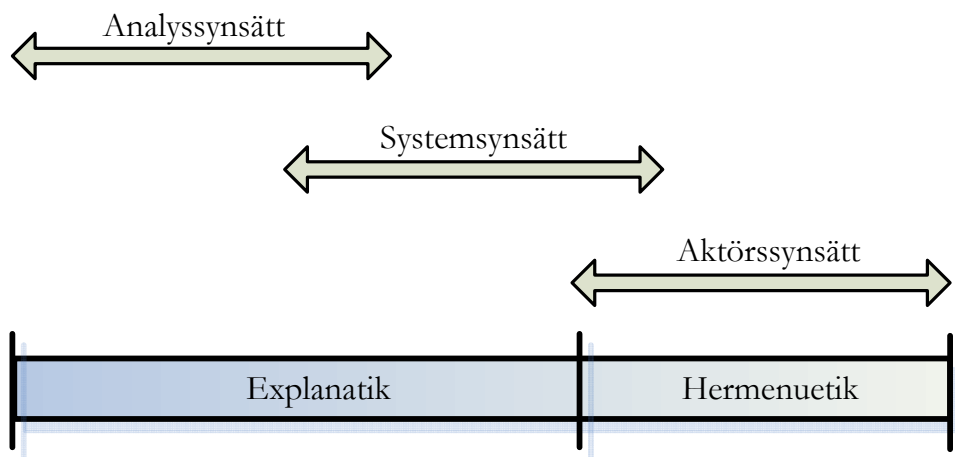 Analyssynsätt
Systemsynsätt
Aktörssynsätt
Explanatik
Hermenuetik